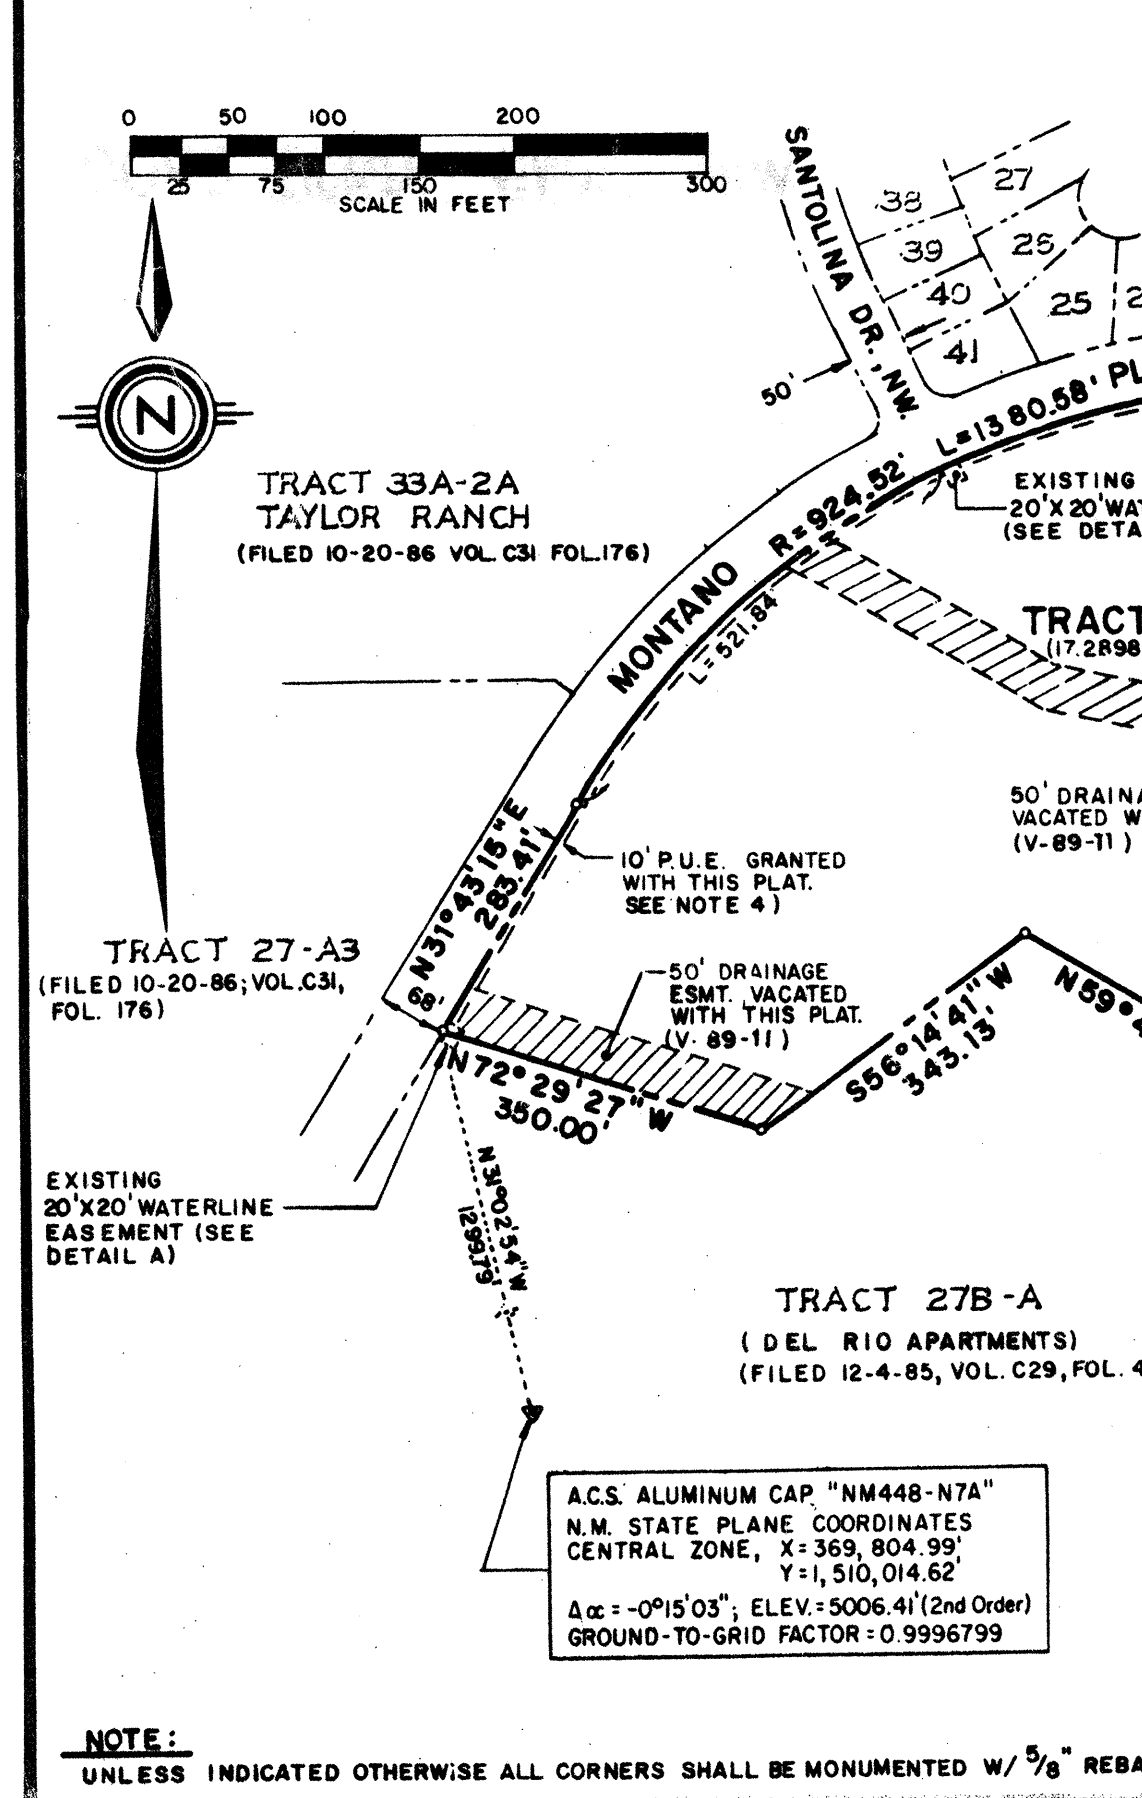 0 50 100 200
25 75 150 300
SCALE IN FEET
N
SANTOLINA DR., NW.
38
27
39
26
40
25
2
41
50'
TRACT 33A-2A
TAYLOR RANCH
(FILED 10-20-86 VOL.C31 FOL.176)
MONTANO
R=924.52'
L=1380.58'
L=521.84
EXISTING
20'X20'
(SEE
TRACT
(17.2898
50' 
VACATED
(V-89-11)
N31°43'15"E
283.41'
10' P.U.E. GRANTED
WITH THIS PLAT.
SEE NOTE 4)
TRACT 27-A3
(FILED 10-20-86; VOL.C31,
FOL. 176)
68'
50' DRAINAGE
ESMT. VACATED
WITH THIS PLAT.
(V-89-11)
S56°14'41"W
343.13'
N59°
N72°29'27"W
350.00'
EXISTING
20'X20' WATERLINE
EASEMENT (SEE
DETAIL A)
N31°02'54"W
1299.79'
TRACT 27B-A
(DEL RIO APARTMENTS)
(FILED 12-4-85, VOL. C29, FOL. 4
A.C.S. ALUMINUM CAP "NM448-N7A"
N.M. STATE PLANE COORDINATES
CENTRAL ZONE, X=369,804.99'
Y=1,510,014.62'
Δ∝ = -0°15'03"; ELEV.=5006.41'(2nd Order)
GROUND-TO-GRID FACTOR = 0.9996799
NOTE:
UNLESS INDICATED OTHERWISE ALL CORNERS SHALL BE MONUMENTED W/ 5/8" REBA